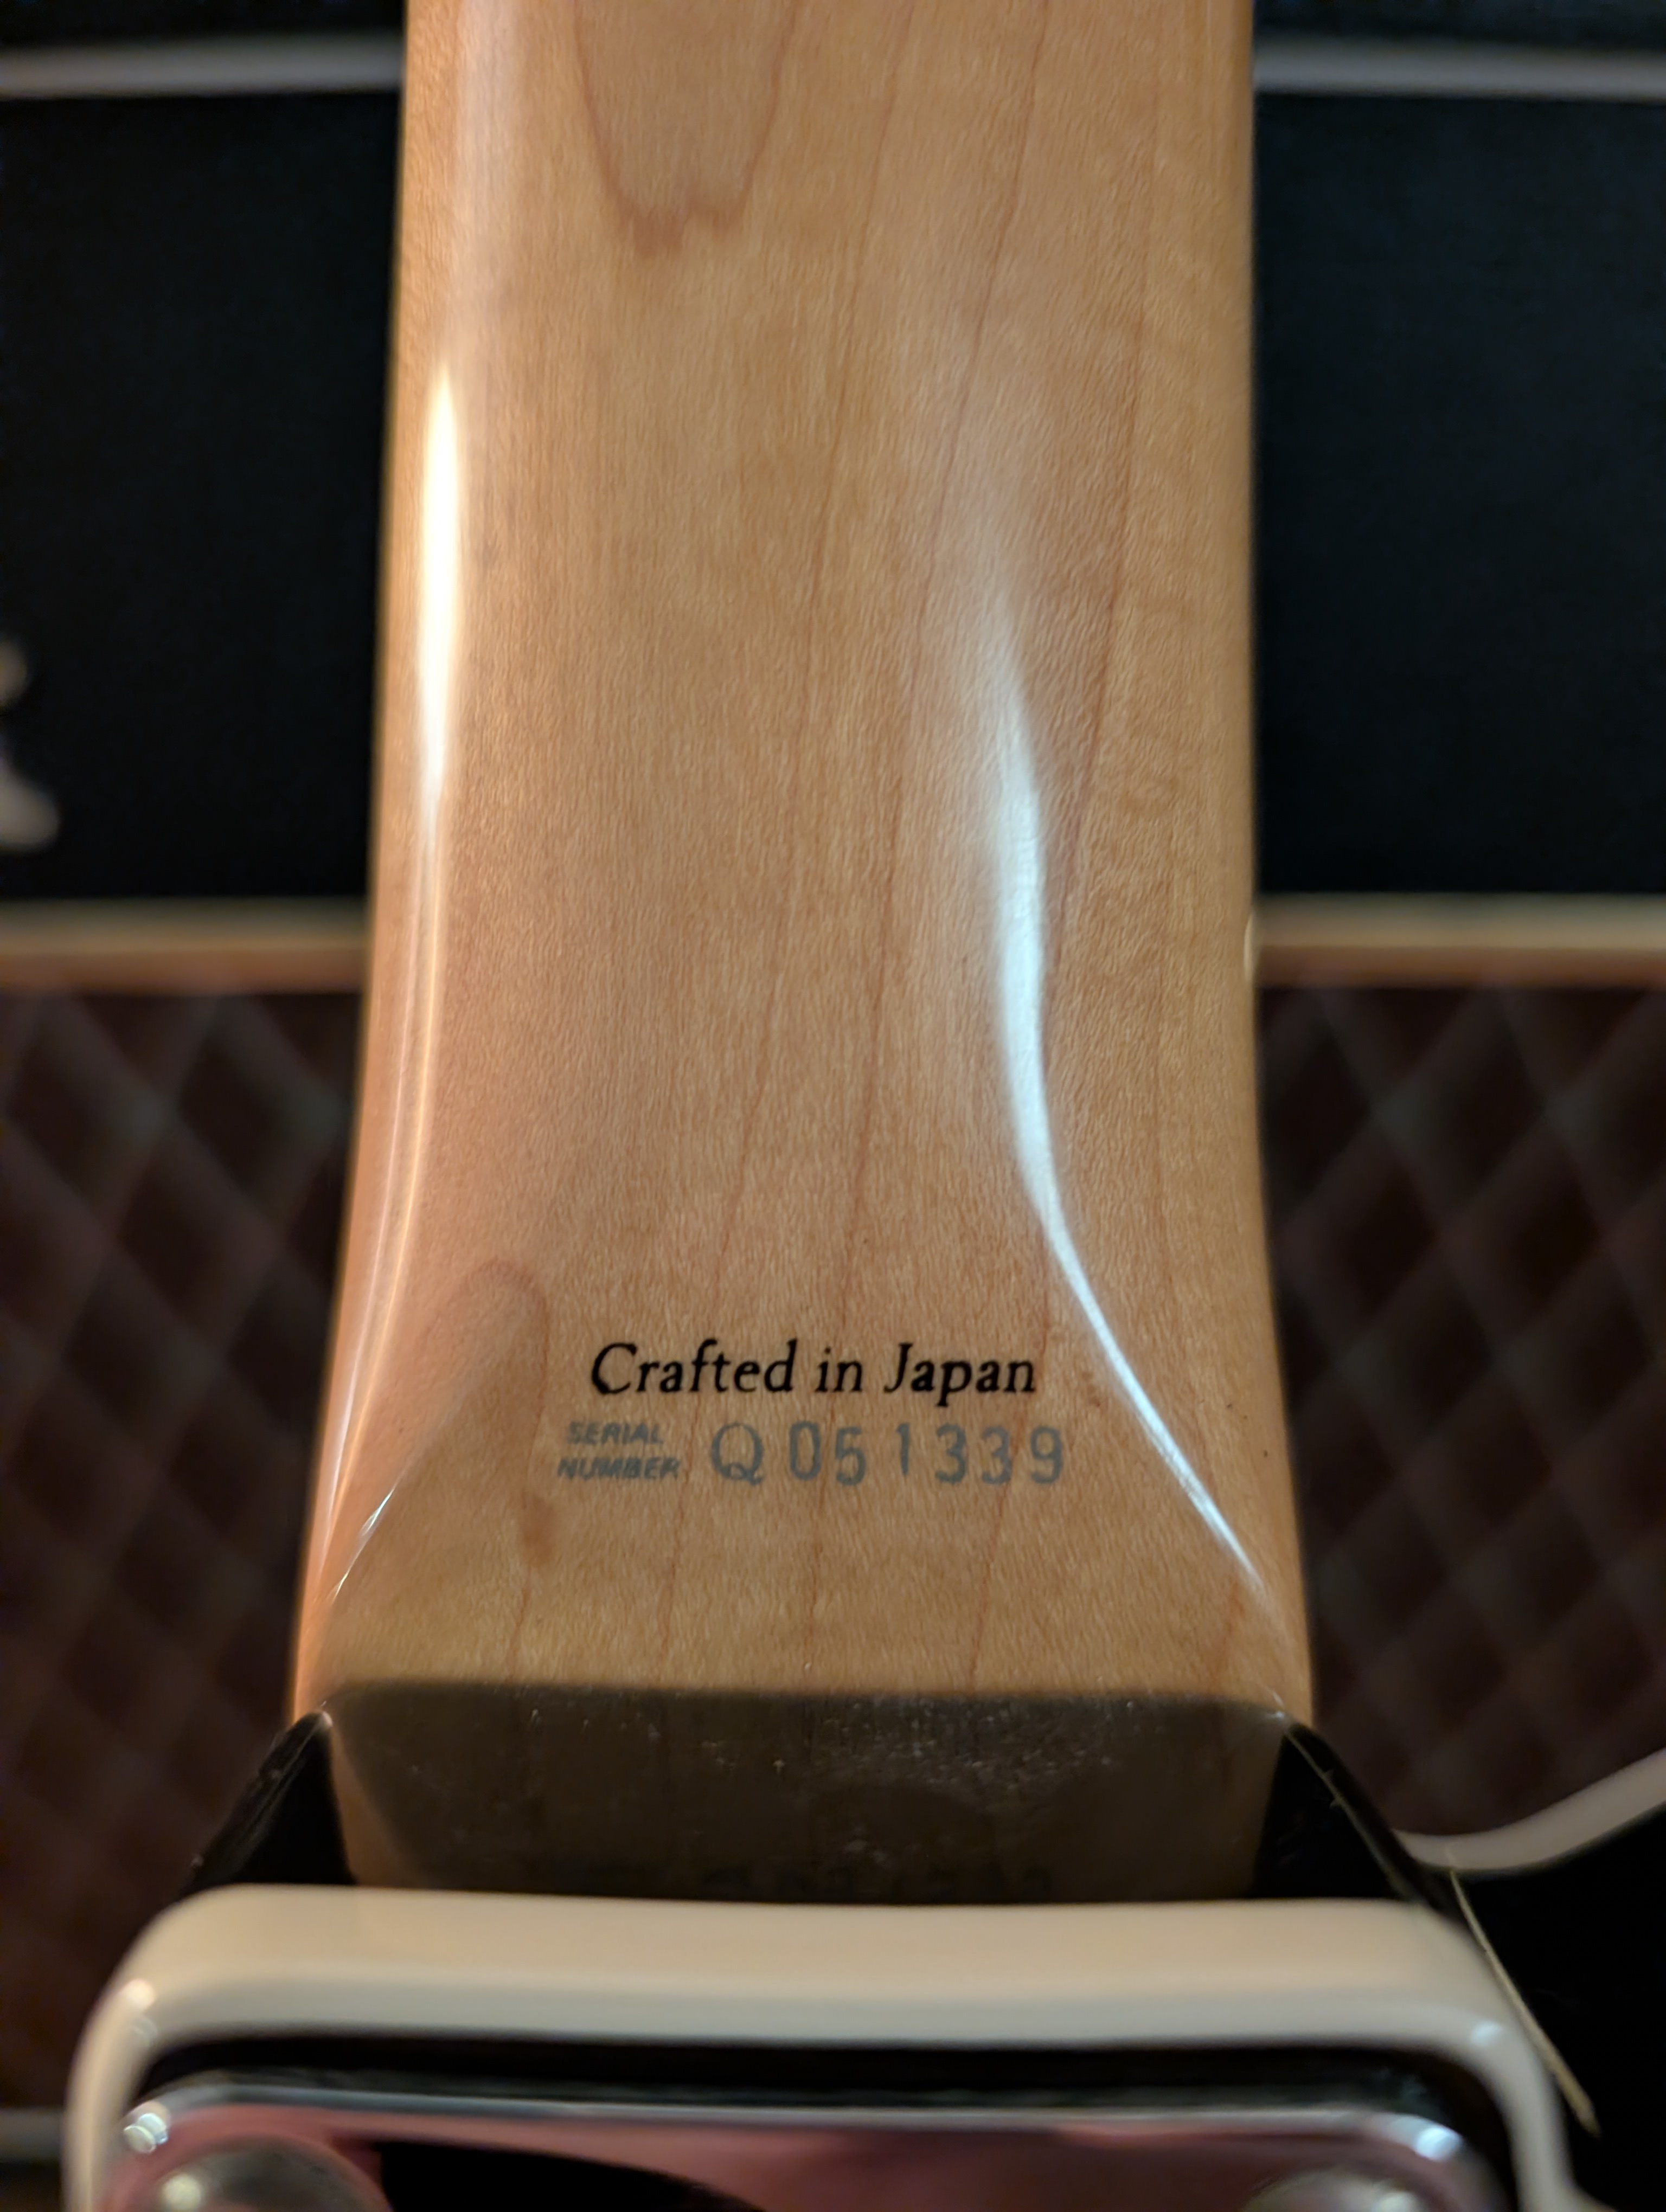 Crafted in Japan
SERIAL
NUMBER Q051339